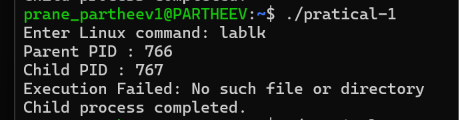 prane_partheev1@PARTHEEV:~$ ./pratical-1
Enter Linux command: lablk
Parent PID : 766
Child PID : 767
Execution Failed: No such file or directory
Child process completed.